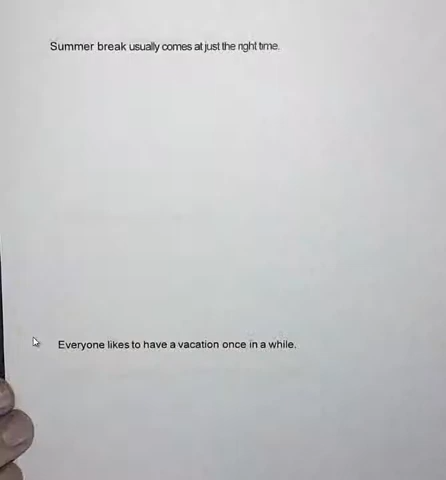 Summer break usually comes at just the right time.
Everyone likes to have a vacation once in a while.